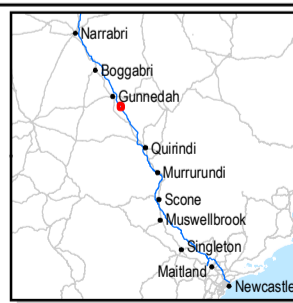 Narrabri
Boggabri
Gunnedah
Quirindi
Murrurundi
Scone
Muswellbrook
Singleton
Maitland
Newcastle